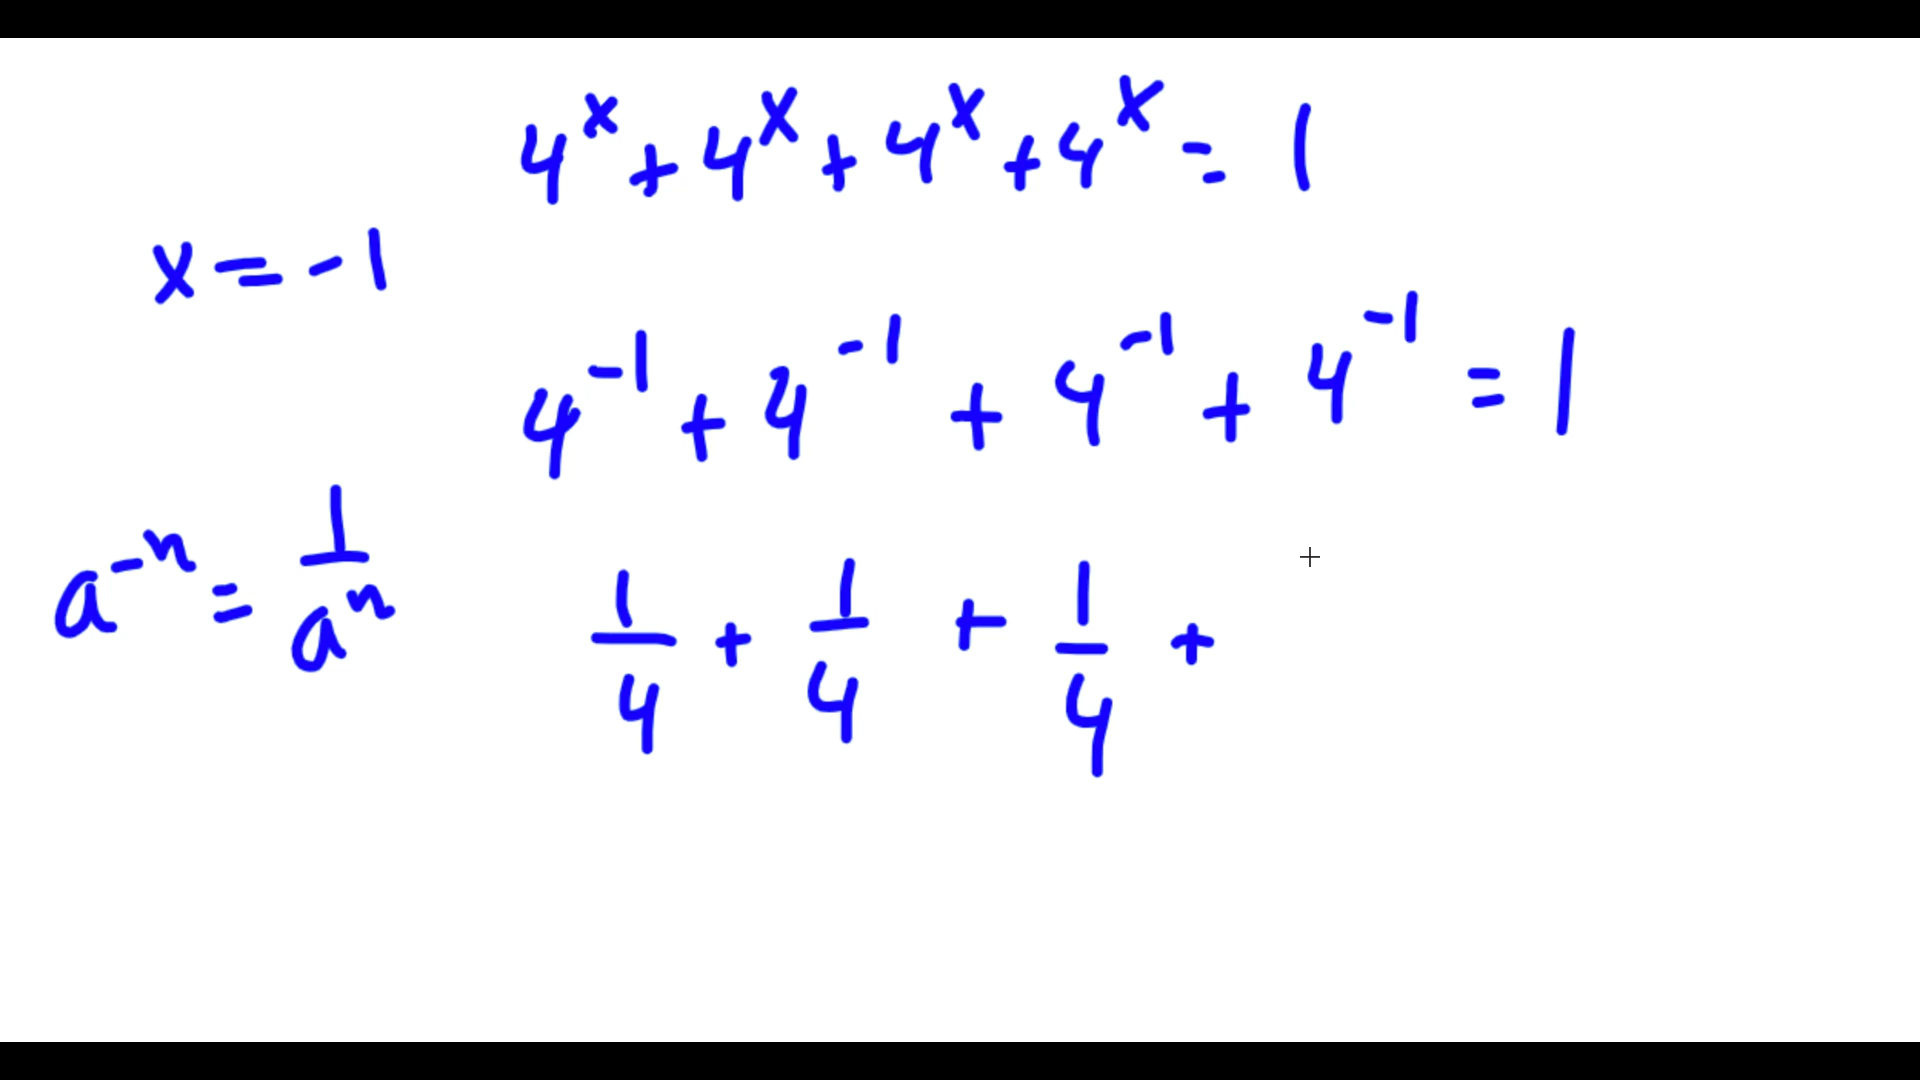 4^x + 4^x + 4^x + 4^x = 1
x = -1
4^-1 + 4^-1 + 4^-1 + 4^-1 = 1
a^-n = 1/a^n
1/4 + 1/4 + 1/4 +